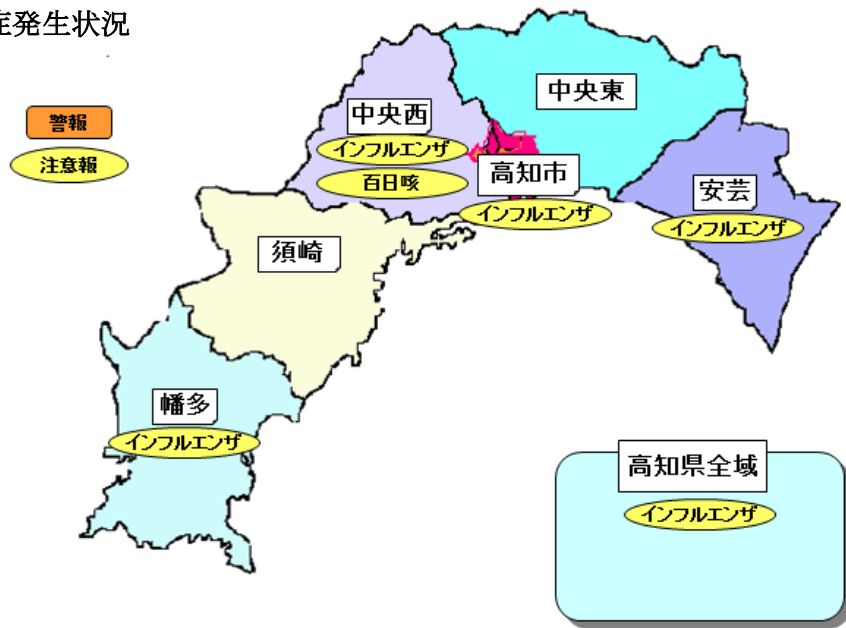 症発生状況
警報
注意報
中央西
インフルエンザ
百日咳
中央東
高知市
インフルエンザ
安芸
インフルエンザ
須崎
幡多
インフルエンザ
高知県全域
インフルエンザ